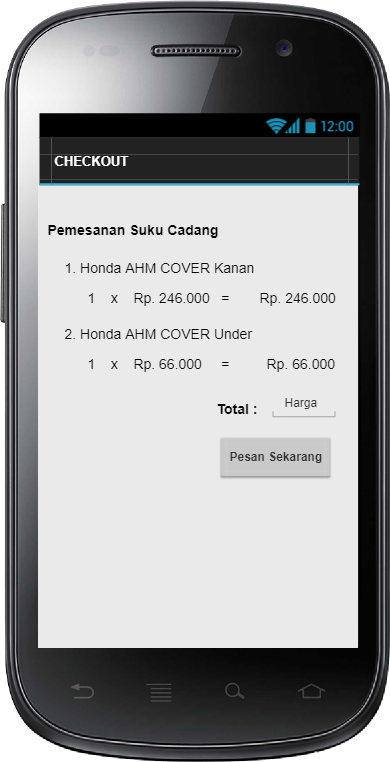 12:00
CHECKOUT
Pemesanan Suku Cadang
1. Honda AHM COVER Kanan
1 x Rp. 246.000 = Rp. 246.000
2. Honda AHM COVER Under
1 x Rp. 66.000 = Rp. 66.000
Total : Harga
Pesan Sekarang